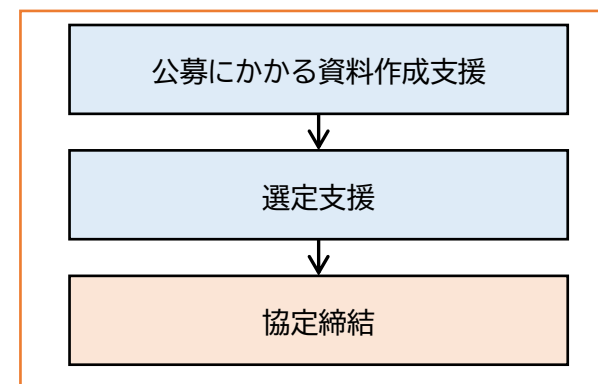 公募にかかる資料作成支援
選定支援
協定締結